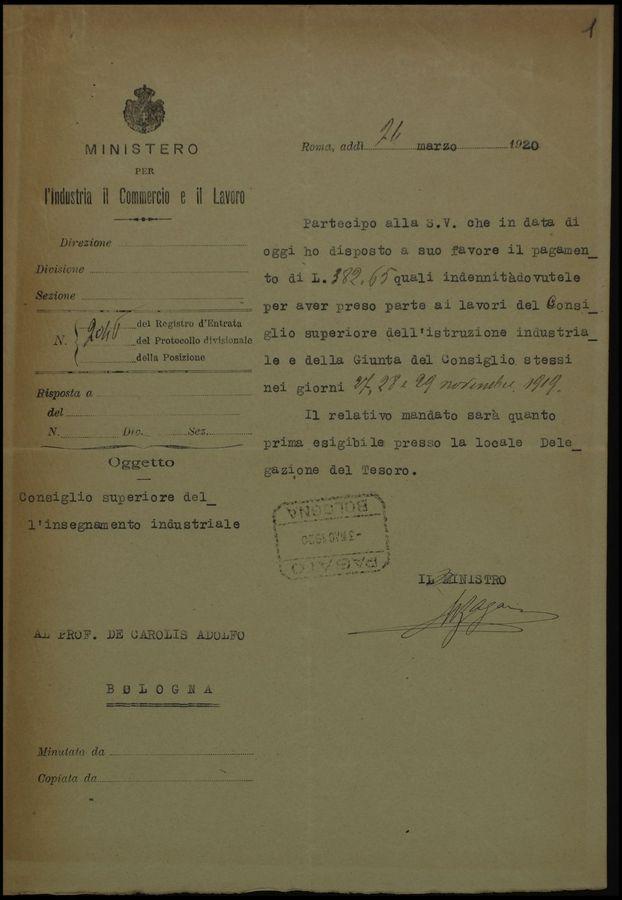 1
MINISTERO
PER
l'Industria il Commercio e il Lavoro
Direzione
Divisione
Sezione
N. 2046 del Registro d'Entrata
del Protocollo divisionale
della Posizione
Risposta a
del
N. Div. Sez.
Oggetto
Consiglio superiore del_
l'insegnamento industriale
AL PROF. DE CAROLIS ADOLFO
BOLOGNA
Minutata da
Copiata da
Roma, addì 26 marzo 1920
Partecipo alla S.V. che in data di
oggi ho disposto a suo favore il pagamen_
to di L. 382,65 quali indennitàdovutele
per aver preso parte ai lavori del Consi_
glio superiore dell'istruzione industria_
le e della Giunta del Consiglio stessi
nei giorni 27, 28 e 29 novembre 1919.
Il relativo mandato sarà quanto
prima esigibile presso la locale Dele_
gazione del Tesoro.
BOLOGNA
1920
PAGATO
IL MINISTRO